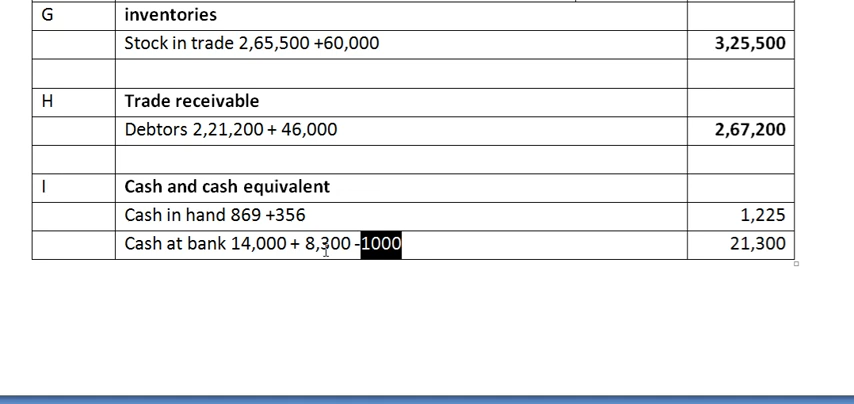 G inventories
Stock in trade 2,65,500 +60,000 3,25,500
H Trade receivable
Debtors 2,21,200 + 46,000 2,67,200
I Cash and cash equivalent
Cash in hand 869 +356 1,225
Cash at bank 14,000 + 8,300 -1000 21,300